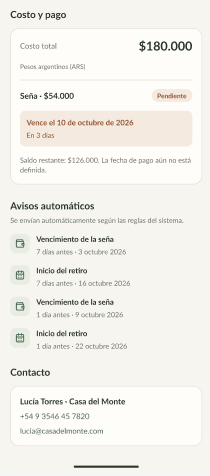 Costo y pago
Costo total
$180.000
Pesos argentinos (ARS)
Seña · $54.000
Pendiente
Vence el 10 de octubre de 2026
En 3 días
Saldo restante: $126.000. La fecha de pago aún no está
definida.
Avisos automáticos
Se envían automáticamente según las reglas del sistema.
Vencimiento de la seña
7 días antes · 3 octubre 2026
Inicio del retiro
7 días antes · 16 octubre 2026
Vencimiento de la seña
1 día antes · 9 octubre 2026
Inicio del retiro
1 día antes · 22 octubre 2026
Contacto
Lucía Torres · Casa del Monte
+54 9 3546 45 7820
lucia@casadelmonte.com